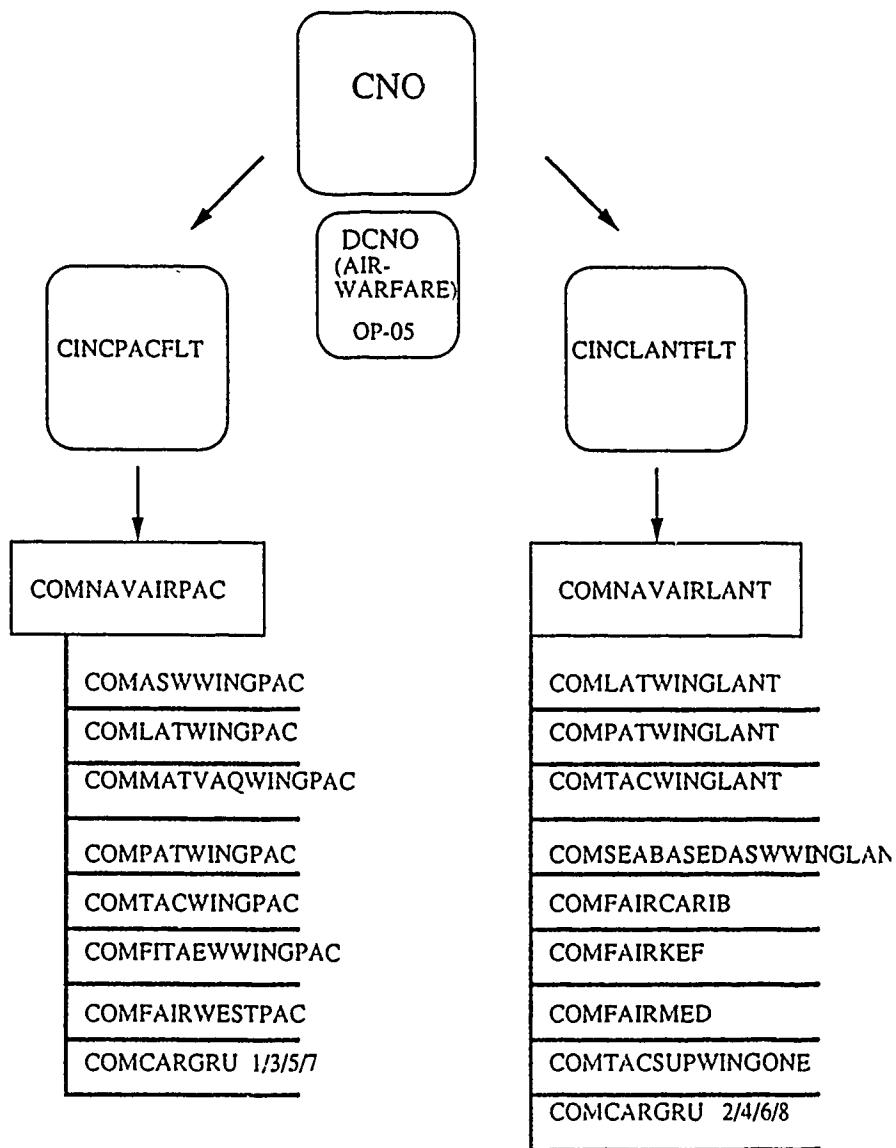 CNO
DCNO
(AIR-
WARFARE)
OP-05
CINCPACFLT
CINCLANTFLT
COMNAVAIRPAC
COMASWWINGPAC
COMLATWINGPAC
COMMATVAQWINGPAC
COMPATWINGPAC
COMTACWINGPAC
COMFITAEWWINGPAC
COMFAIRWESTPAC
COMCARGRU 1/3/5/7
COMNAVAIRLANT
COMLATWINGLANT
COMPATWINGLANT
COMTACWINGLANT
COMSEABASEDASWWINGLAN
COMFAIRCARIB
COMFAIRKEF
COMFAIRMED
COMTACSUPWINGONE
COMCARGRU 2/4/6/8